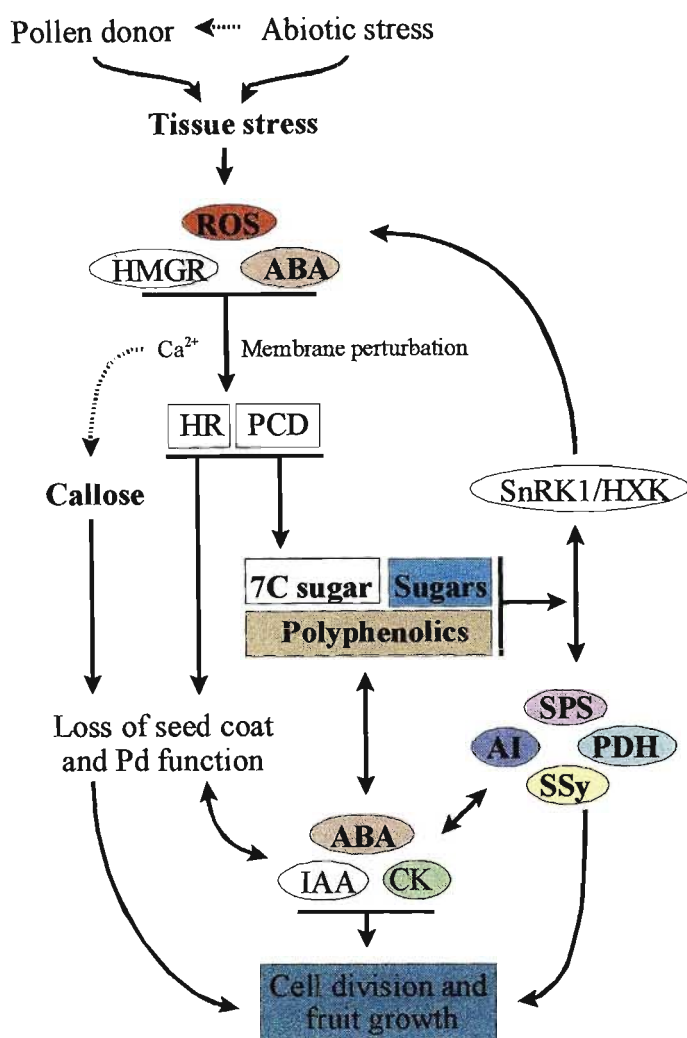 Pollen donor Abiotic stress
Tissue stress
ROS
HMGR ABA
Ca²⁺ Membrane perturbation
HR PCD
Callose
SnRK1/HXK
7C sugar Sugars
Polyphenolics
Loss of seed coat
and Pd function
SPS
AI PDH
SSy
ABA
IAA CK
Cell division and
fruit growth